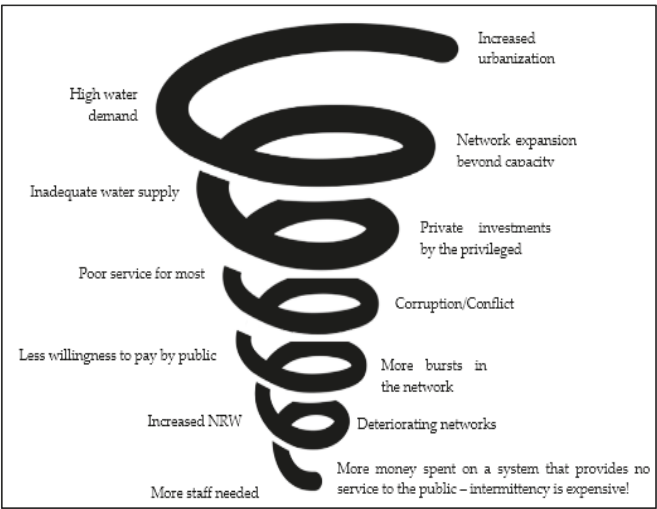 Increased
urbanization
High water
demand
Network expansion
beyond capacity
Inadequate water supply
Private investments
by the privileged
Poor service for most
Corruption/Conflict
Less willingness to pay by public
More bursts in
the network
Increased NRW
Deteriorating networks
More money spent on a system that provides no
service to the public – intermittency is expensive!
More staff needed